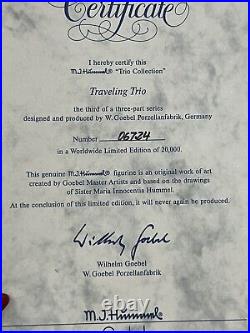 Certificate
I hereby certify this
M.J.Hummel® "Trio Collection"
Traveling Trio
the third of a three-part series
designed and produced by W. Goebel Porzellanfabrik, Germany
Number 06724
in a Worldwide Limited Edition of 20,000.
This genuine M.J.Hummel® figurine is an original work of art
created by Goebel Master Artists and based on the drawings
of Sister Maria Innocentia Hummel.
At the conclusion of this limited edition, it will never again be produced.
Wilhelm Goebel
Wilhelm Goebel
W. Goebel Porzellanfabrik
M.J.Hummel®